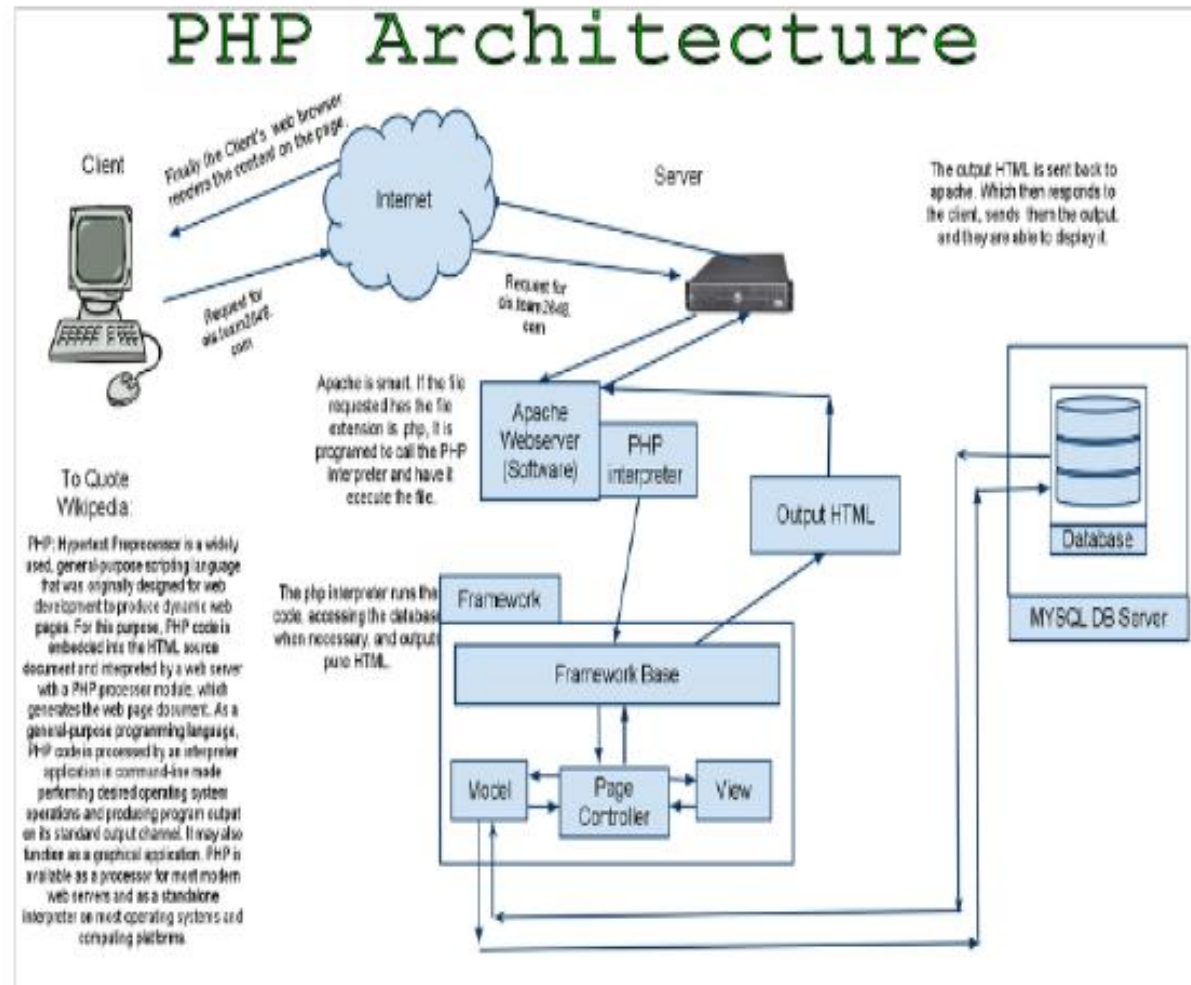 PHP Architecture
Client
Finally the Client's web browser
renders the content on the page.
Internet
Server
The output HTML is sent back to
apache. Which then responds to
the client, sends them the output,
and they are able to display it.
Request for
com
Request for
com
Apache is smart. If the file
requested has the file
extension is .php, It is
programed to call the PHP
interpreter and have it
execute the file.
Apache
Webserver
(Software)
PHP
interpreter
Output HTML
Database
MYSQL DB Server
To Quote
Wikipedia:
PHP: Hypertext Preprocessor is a widely
used, general-purpose scripting language
that was originally designed for web
development to produce dynamic web
pages. For this purpose, PHP code is
embedded into the HTML source
document and interpreted by a web server
with a PHP processor module, which
generates the web page document. As a
general-purpose programming language,
PHP code is processed by an interpreter
application in command-line mode
performing desired operating system
operations and producing program output
on its standard output channel. It may also
function as a graphical application. PHP is
available as a processor for most modern
web servers and as a standalone
interpreter on most operating systems and
computing platforms.
The php interpreter runs the
code, accessing the database
when necessary, and outputs
pure HTML.
Framework
Framework Base
Model
Page
Controller
View